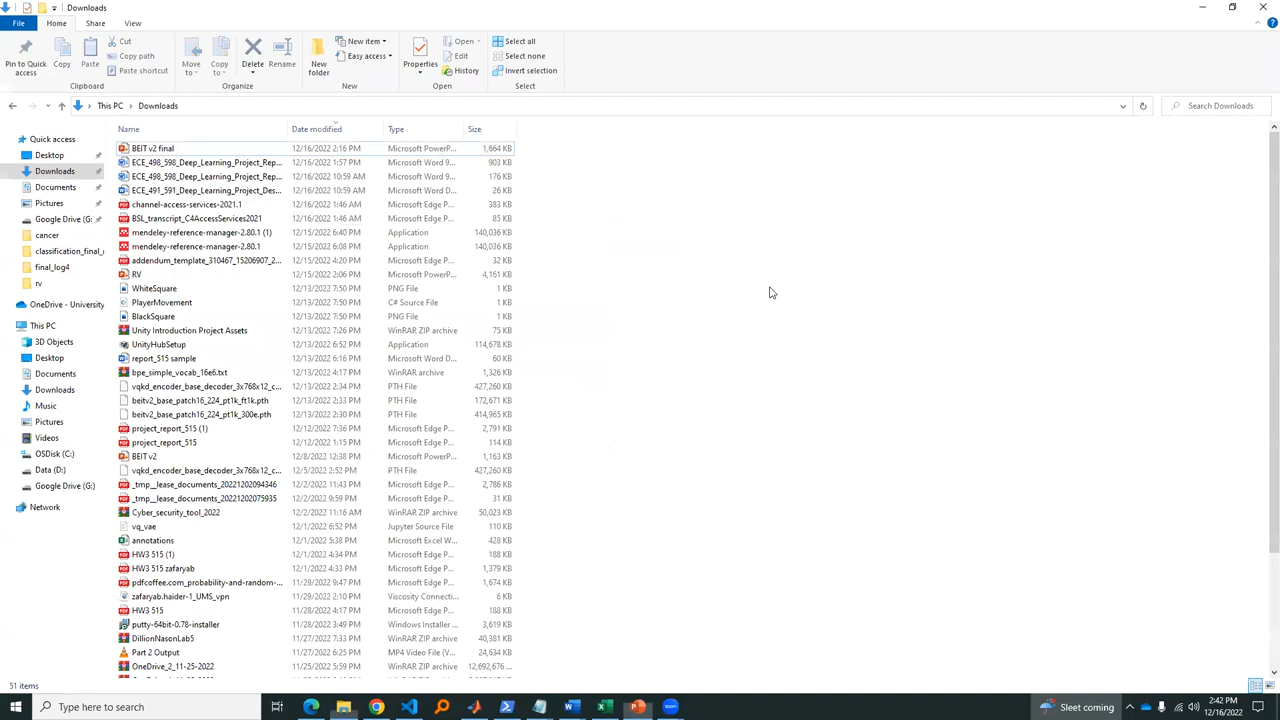 Downloads
File Home Share View
Pin to Quick access
Copy
Paste
Cut
Copy path
Paste shortcut
Clipboard
Move to
Copy to
Delete
Rename
Organize
New folder
New item
Easy access
New
Properties
Open
Edit
History
Open
Select all
Select none
Invert selection
Select
This PC > Downloads
Search Downloads
Quick access
Desktop
Downloads
Documents
Pictures
Google Drive (G:
cancer
classification_final_
final_log4
rv
OneDrive - University
This PC
3D Objects
Desktop
Documents
Downloads
Music
Pictures
Videos
OSDisk (C:)
Data (D:)
Google Drive (G:)
Network
Name Date modified Type Size
BEIT v2 final 12/16/2022 2:16 PM Microsoft PowerP... 1,664 KB
ECE_498_598_Deep_Learning_Project_Rep... 12/16/2022 1:57 PM Microsoft Word 9... 903 KB
ECE_498_598_Deep_Learning_Project_Rep... 12/16/2022 10:59 AM Microsoft Word 9... 176 KB
ECE_491_591_Deep_Learning_Project_Des... 12/16/2022 10:59 AM Microsoft Word D... 26 KB
channel-access-services-2021.1 12/16/2022 1:46 AM Microsoft Edge P... 383 KB
BSL_transcript_C4AccessServices2021 12/16/2022 1:46 AM Microsoft Edge P... 85 KB
mendeley-reference-manager-2.80.1 (1) 12/15/2022 6:40 PM Application 140,036 KB
mendeley-reference-manager-2.80.1 12/15/2022 6:08 PM Application 140,036 KB
addendum_template_310467_15206907_2... 12/15/2022 4:20 PM Microsoft Edge P... 32 KB
RV 12/15/2022 2:06 PM Microsoft PowerP... 4,161 KB
WhiteSquare 12/13/2022 7:50 PM PNG File 1 KB
PlayerMovement 12/13/2022 7:50 PM C# Source File 1 KB
BlackSquare 12/13/2022 7:50 PM PNG File 1 KB
Unity Introduction Project Assets 12/13/2022 7:26 PM WinRAR ZIP archive 75 KB
UnityHubSetup 12/13/2022 6:52 PM Application 114,678 KB
report_515 sample 12/13/2022 6:16 PM Microsoft Word D... 60 KB
bpe_simple_vocab_16e6.txt 12/13/2022 4:17 PM WinRAR archive 1,326 KB
vqkd_encoder_base_decoder_3x768x12_c... 12/13/2022 2:34 PM PTH File 427,260 KB
beitv2_base_patch16_224_pt1k_ft1k.pth 12/13/2022 2:33 PM PTH File 172,671 KB
beitv2_base_patch16_224_pt1k_300e.pth 12/13/2022 2:30 PM PTH File 414,965 KB
project_report_515 (1) 12/12/2022 7:36 PM Microsoft Edge P... 2,791 KB
project_report_515 12/12/2022 1:15 PM Microsoft Edge P... 114 KB
BEIT v2 12/8/2022 12:38 PM Microsoft PowerP... 1,163 KB
vqkd_encoder_base_decoder_3x768x12_c... 12/5/2022 2:52 PM PTH File 427,260 KB
_tmp__lease_documents_20221202094346 12/2/2022 11:43 PM Microsoft Edge P... 2,786 KB
_tmp__lease_documents_20221202075935 12/2/2022 9:59 PM Microsoft Edge P... 31 KB
Cyber_security_tool_2022 12/2/2022 11:16 AM WinRAR ZIP archive 50,023 KB
vq_vae 12/1/2022 6:52 PM Jupyter Source File 110 KB
annotations 12/1/2022 5:38 PM Microsoft Excel W... 428 KB
HW3 515 (1) 12/1/2022 4:34 PM Microsoft Edge P... 188 KB
HW3 515 zafaryab 12/1/2022 4:33 PM Microsoft Edge P... 1,379 KB
pdfcoffee.com_probability-and-random-... 11/29/2022 9:47 PM Microsoft Edge P... 1,674 KB
zafaryab.haider-1_UMS_vpn 11/29/2022 2:10 PM Viscosity Connecti... 6 KB
HW3 515 11/28/2022 4:17 PM Microsoft Edge P... 188 KB
putty-64bit-0.78-installer 11/28/2022 3:49 PM Windows Installer ... 3,619 KB
DillionNasonLab5 11/27/2022 7:33 PM WinRAR ZIP archive 40,381 KB
Part 2 Output 11/27/2022 6:25 PM MP4 Video File (V... 24,634 KB
OneDrive_2_11-25-2022 11/25/2022 5:59 PM WinRAR ZIP archive 12,692,676 ...
51 items
Type here to search
Sleet coming
2:42 PM
12/16/2022